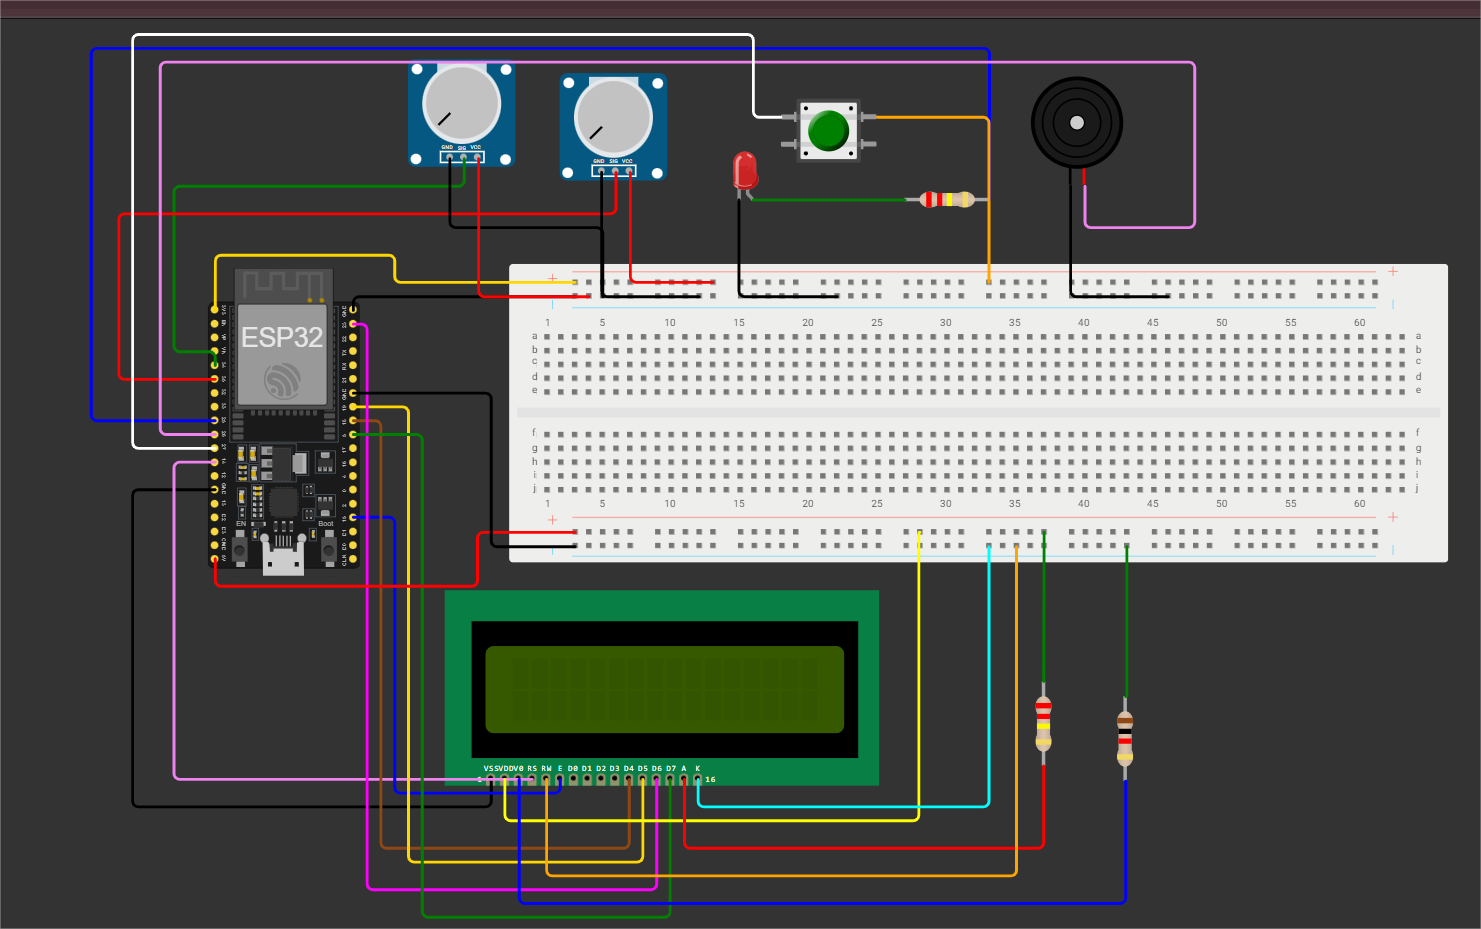 GND SIG VCC
GND SIG VCC
ESP32
EN
Boot
+ +
1 5 10 15 20 25 30 35 40 45 50 55 60
a a
b b
c c
d d
e e
f f
g g
h h
i i
j j
1 5 10 15 20 25 30 35 40 45 50 55 60
+ +
VSS VDD V0 RS RW E D0 D1 D2 D3 D4 D5 D6 D7 A K
1 16